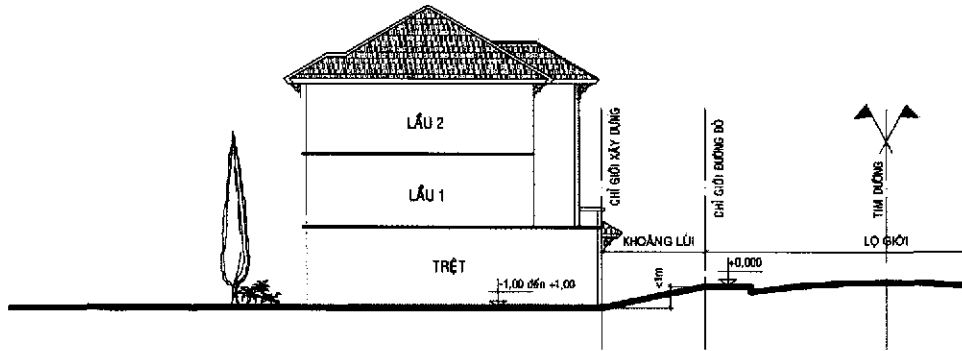 LẦU 2
LẦU 1
TRỆT
-1,00 đến +1,00
CHỈ GIỚI XÂY DỰNG
KHOẢNG LÙI
<1m
CHỈ GIỚI ĐƯỜNG ĐỎ
+0,000
TIM ĐƯỜNG
LỘ GIỚI